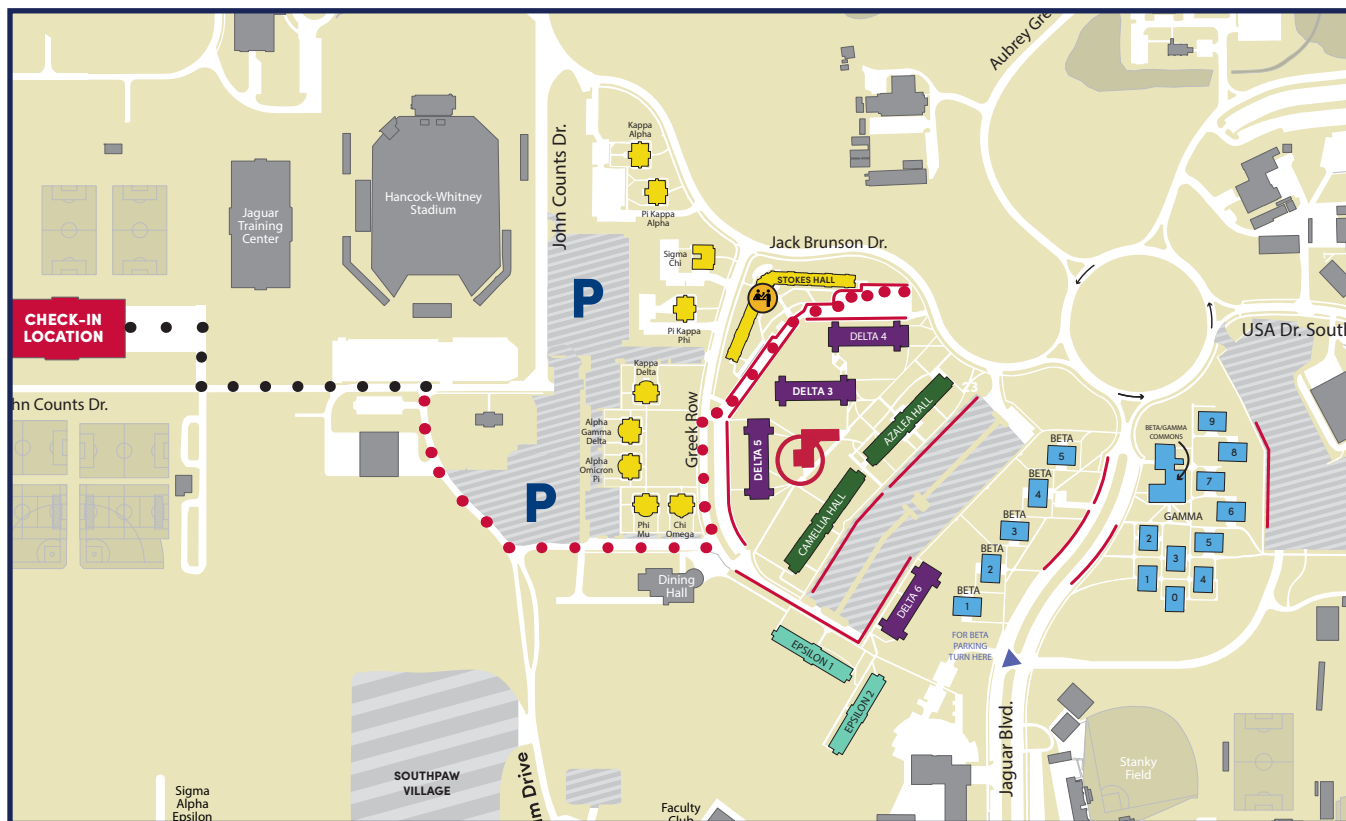 Aubrey Gre
Kappa
Alpha
John Counts Dr.
Hancock-Whitney
Stadium
Jaguar
Training
Center
Pi Kappa
Alpha
Jack Brunson Dr.
Sigma
Chi
STOKES HALL
P
CHECK-IN
LOCATION
Pi Kappa
Phi
DELTA 4
USA Dr. South
Kappa
Delta
DELTA 3
23
hn Counts Dr.
AZALEA HALL
Greek Row
Alpha
Gamma
Delta
Alpha
Omicron
Pi
DELTA 5
BETA/GAMMA
COMMONS
9
8
7
6
BETA
5
BETA
4
BETA
3
BETA
2
BETA
1
GAMMA
2
5
3
1
4
0
P
Phi
Mu
Chi
Omega
CAMELLIA HALL
Dining
Hall
DELTA 6
FOR BETA
PARKING
TURN HERE
EPSILON 1
EPSILON 2
Jaguar Blvd.
Stanky
Field
SOUTHPAW
VILLAGE
m Drive
Sigma
Alpha
Epsilon
Faculty
Club